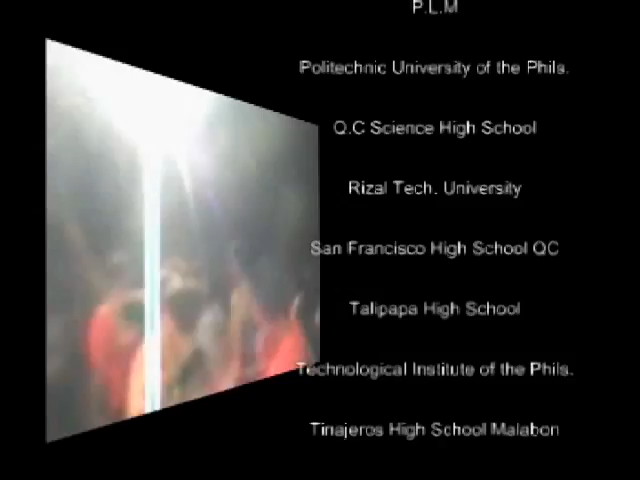 P.L.M
Politechnic University of the Phils.
Q.C Science High School
Rizal Tech. University
San Francisco High School QC
Talipapa High School
Technological Institute of the Phils.
Tinajeros High School Malabon